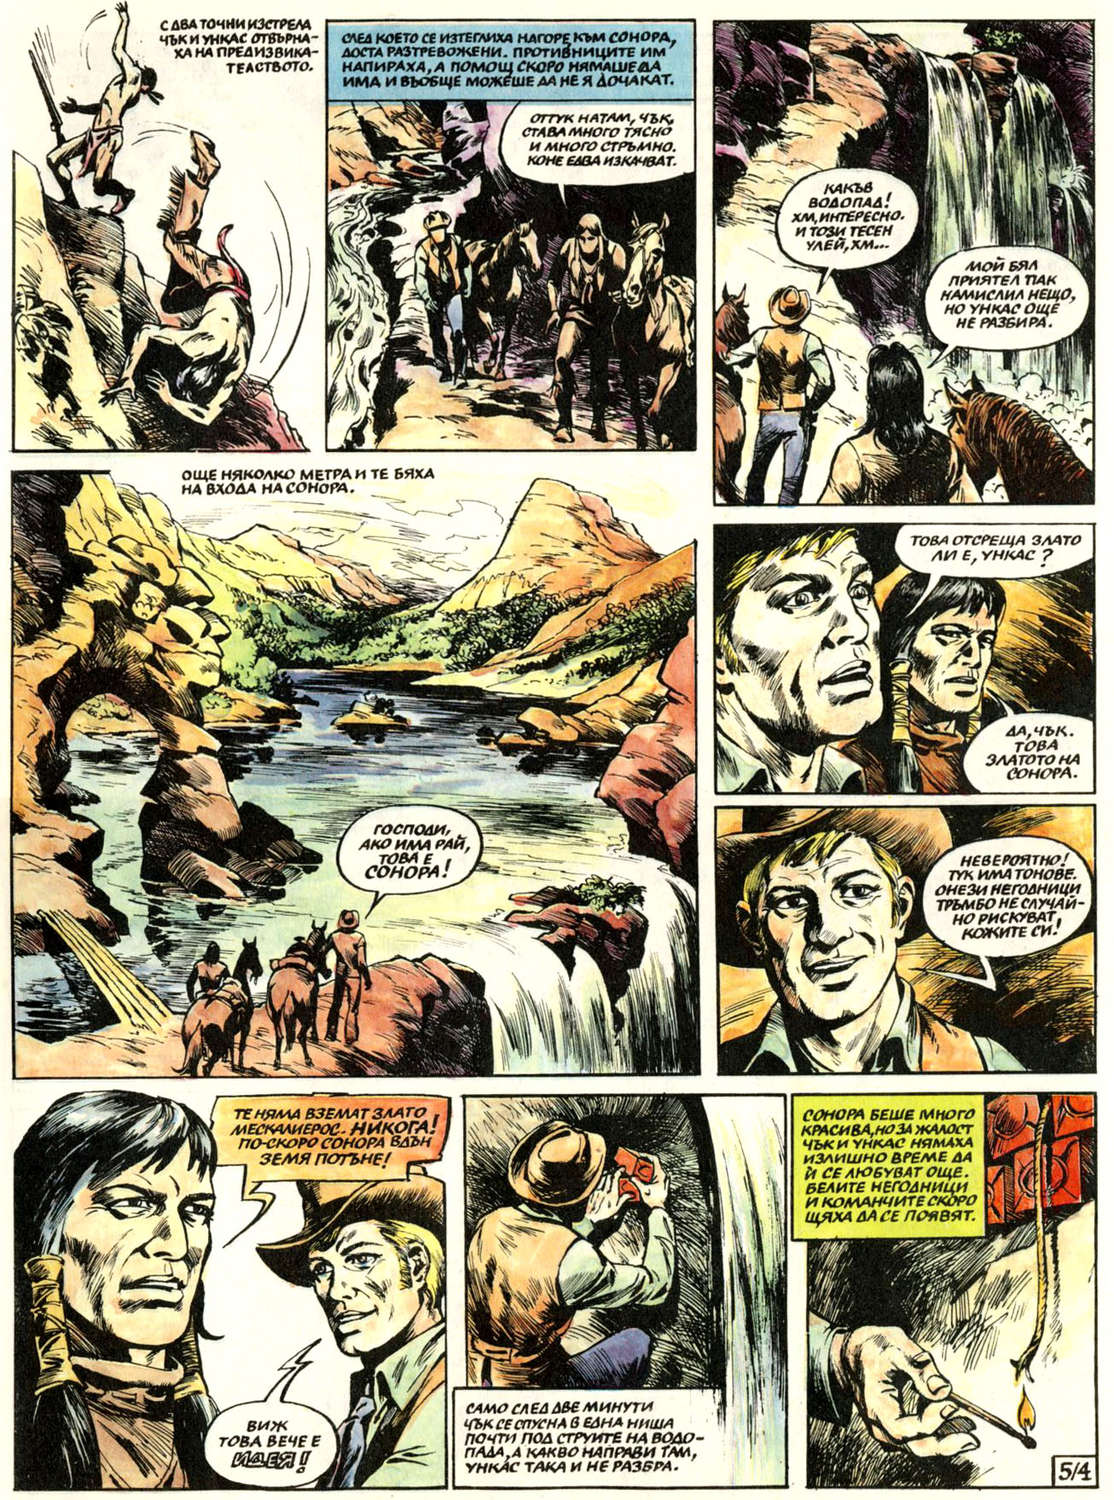 С ДВА ТОЧНИ ИЗСТРЕЛА
ЧЪК И УНКАС ОТВЪРНА-
ХА НА ПРЕДИЗВИКА-
ТЕЛСТВОТО.
СЛЕД КОЕТО СЕ ИЗТЕГЛИХА НАГОРЕ КЪМ СОНОРА,
ДОСТА РАЗТРЕВОЖЕНИ. ПРОТИВНИЦИТЕ ИМ
НАПИРАХА, А ПОМОЩ СКОРО НЯМАШЕ ДА
ИМА И ВЪОБЩЕ МОЖЕШЕ ДА НЕ Я ДОЧАКАТ.
ОТТУК НАТАМ, ЧЪК,
СТАВА МНОГО ТЯСНО
И МНОГО СТРЪМНО.
КОНЕ ЕДВА ИЗКАЧВАТ.
КАКЪВ
ВОДОПАД!
ХМ, ИНТЕРЕСНО.
И ТОЗИ ТЕСЕН
УЛЕЙ, ХМ...
МОЙ БЯЛ
ПРИЯТЕЛ ПАК
НАМИСЛИЛ НЕЩО,
НО УНКАС ОЩЕ
НЕ РАЗБИРА.
ОЩЕ НЯКОЛКО МЕТРА И ТЕ БЯХА
НА ВХОДА НА СОНОРА.
ГОСПОДИ,
АКО ИМА РАЙ,
ТОВА Е
СОНОРА!
ТОВА ОТСРЕЩА ЗЛАТО
ЛИ Е, УНКАС?
ДА, ЧЪК.
ТОВА
ЗЛАТОТО НА
СОНОРА.
НЕВЕРОЯТНО!
ТУК ИМА ТОНОВЕ.
ОНЕЗИ НЕГОДНИЦИ
ТРЪМБО НЕ СЛУЧАЙ-
НО РИСКУВАТ
КОЖИТЕ СИ!
ТЕ НЯМА ВЗЕМАТ ЗЛАТО
МЕСКАЛИЕРОС. НИКОГА!
ПО-СКОРО СОНОРА ВДЪН
ЗЕМЯ ПОТЪНЕ!
ВИЖ
ТОВА ВЕЧЕ Е
ИДЕЯ!
САМО СЛЕД ДВЕ МИНУТИ
ЧЪК СЕ СПУСНА В ЕДНА НИША
ПОЧТИ ПОД СТРУИТЕ НА ВОДО-
ПАДА, А КАКВО НАПРАВИ ТАМ,
УНКАС ТАКА И НЕ РАЗБРА.
СОНОРА БЕШЕ МНОГО
КРАСИВА, НО ЗА ЖАЛОСТ
ЧЪК И УНКАС НЯМАХА
ИЗЛИШНО ВРЕМЕ ДА
Й СЕ ЛЮБУВАТ ОЩЕ.
БЕЛИТЕ НЕГОДНИЦИ
И КОМАНЧИТЕ СКОРО
ЩЯХА ДА СЕ ПОЯВЯТ.
5/4